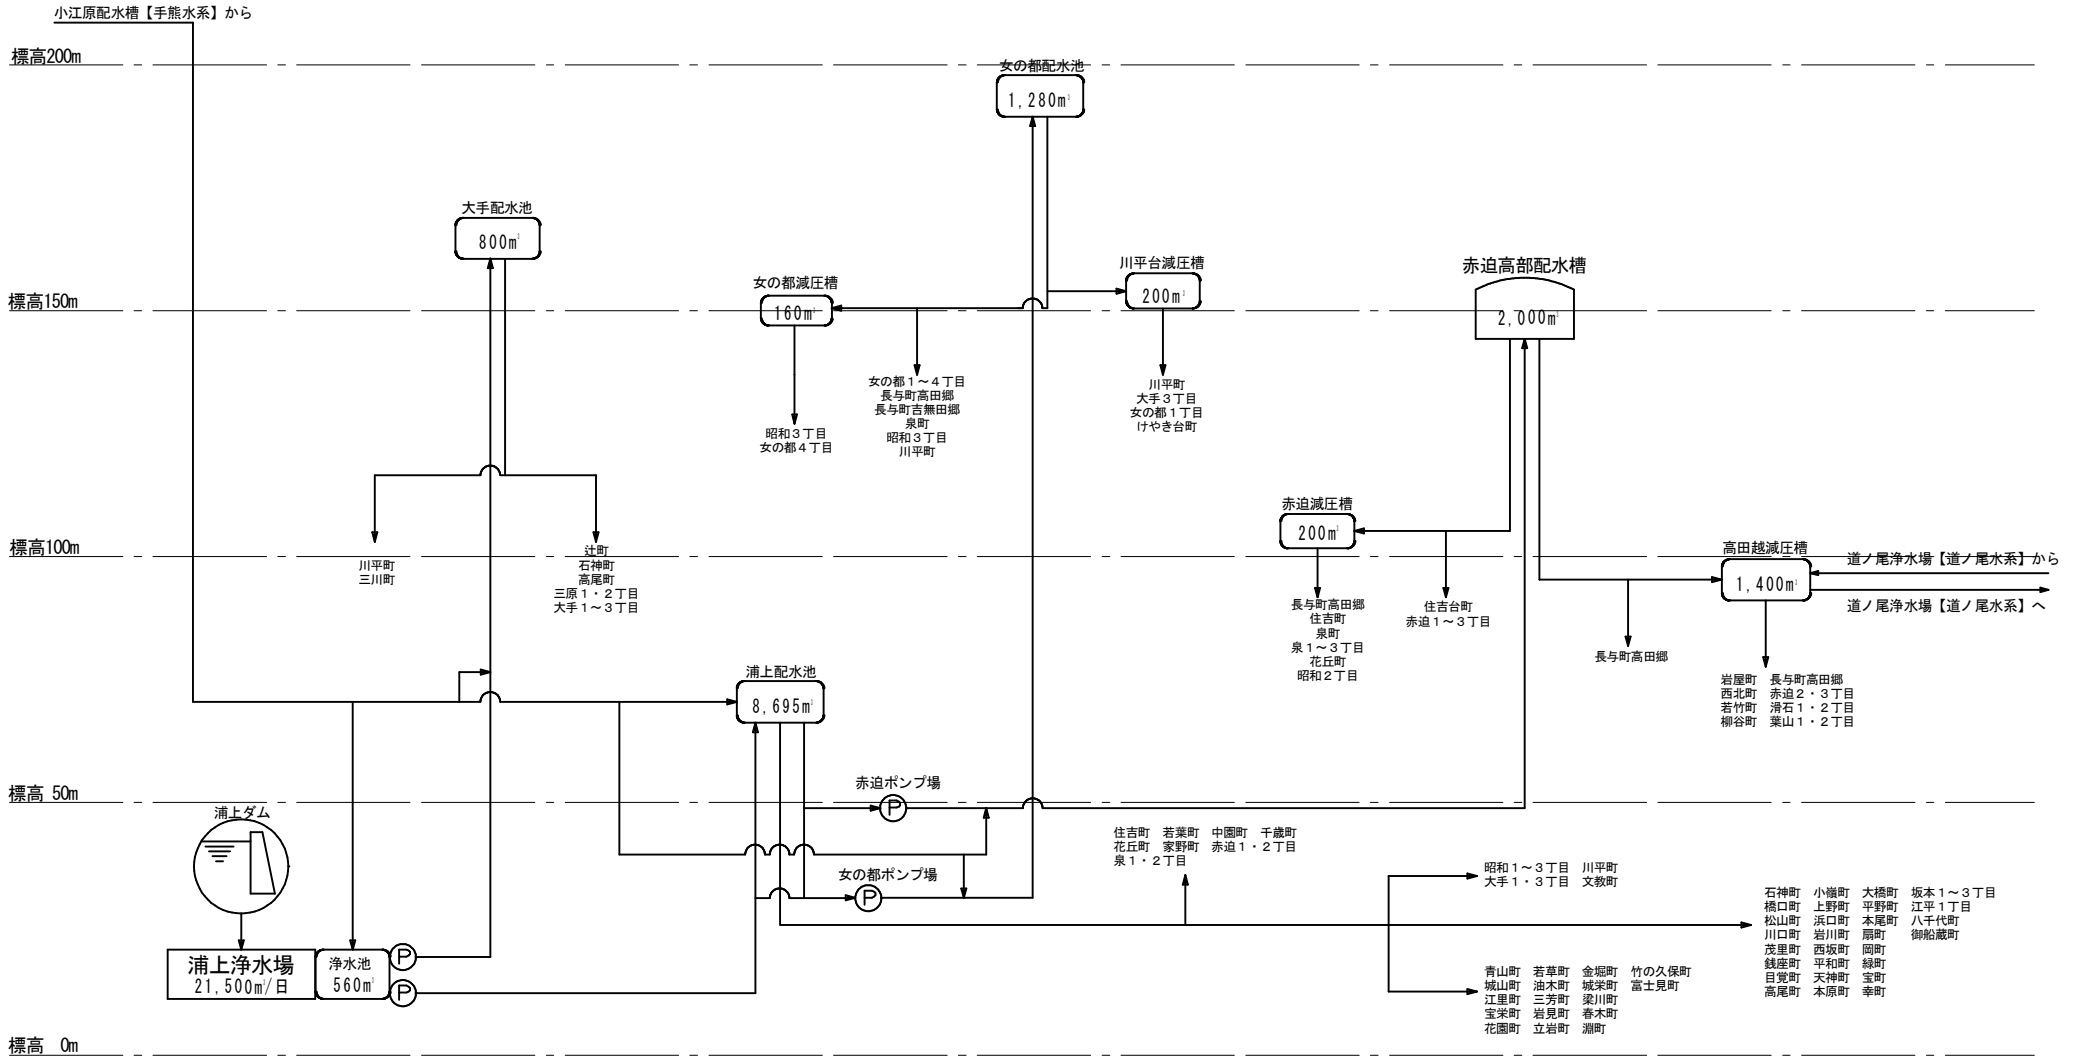 小江原配水槽【手熊水系】から
標高200m
女の都配水池
1,280m³
大手配水池
800m³
女の都減圧槽
160m³
川平台減圧槽
200m³
赤迫高部配水槽
2,000m³
標高150m
昭和３丁目
女の都４丁目
女の都１～４丁目
長与町高田郷
長与町吉無田郷
泉町
昭和３丁目
川平町
川平町
大手３丁目
女の都１丁目
けやき台町
標高100m
川平町
三川町
辻町
石神町
高尾町
三原１・２丁目
大手１～３丁目
赤迫減圧槽
200m³
長与町高田郷
住吉町
泉町
泉１～３丁目
花丘町
昭和２丁目
住吉台町
赤迫１～３丁目
高田越減圧槽
1,400m³
道ノ尾浄水場【道ノ尾水系】から
道ノ尾浄水場【道ノ尾水系】へ
長与町高田郷
岩屋町 長与町高田郷
西北町 赤迫２・３丁目
若竹町 滑石１・２丁目
柳谷町 葉山１・２丁目
浦上配水池
8,695m³
標高 50m
赤迫ポンプ場
P
女の都ポンプ場
P
浦上ダム
浦上浄水場
21,500m³/日
浄水池
560m³
P
P
住吉町 若葉町 中園町 千歳町
花丘町 家野町 赤迫１・２丁目
泉１・２丁目
昭和１～３丁目 川平町
大手１・３丁目 文教町
石神町 小嶺町 大橋町 坂本１～３丁目
橋口町 上野町 平野町 江平１丁目
松山町 浜口町 本尾町 八千代町
川口町 岩川町 扇町 御船蔵町
茂里町 西坂町 岡町
銭座町 平和町 緑町
目覚町 天神町 宝町
高尾町 本原町 幸町
青山町 若草町 金堀町 竹の久保町
城山町 油木町 城栄町 富士見町
江里町 三芳町 梁川町
宝栄町 岩見町 春木町
花園町 立岩町 淵町
標高 0m